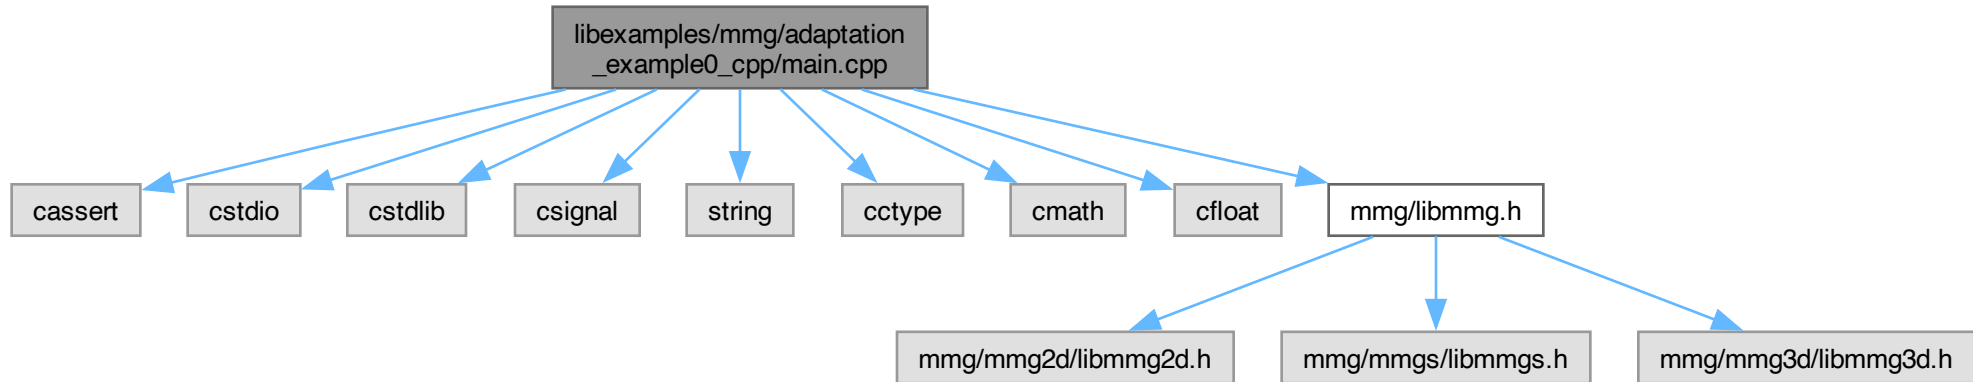 libexamples/mmg/adaptation
_example0_cpp/main.cpp
cassert
cstdio
cstdlib
csignal
string
cctype
cmath
cfloat
mmg/libmmg.h
mmg/mmg2d/libmmg2d.h
mmg/mmgs/libmmgs.h
mmg/mmg3d/libmmg3d.h